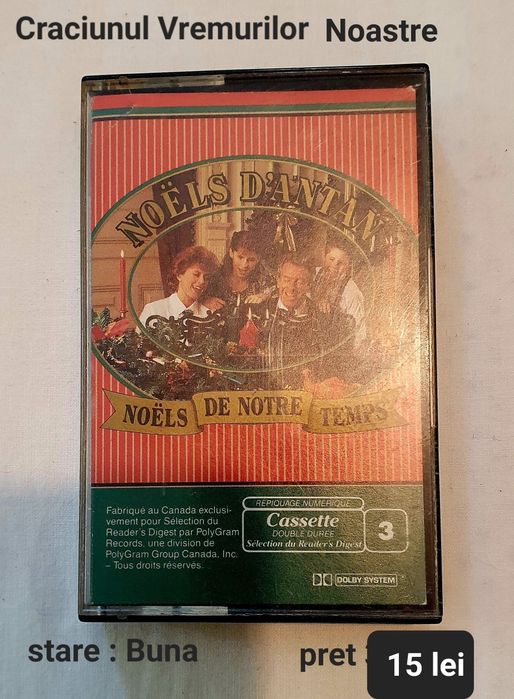 Craciunul Vremurilor Noastre
NOËLS D'ANTAN
NOËLS DE NOTRE TEMPS
Fabriqué au Canada exclusi-
vement pour Sélection du
Reader's Digest par PolyGram
Records, une division de
PolyGram Group Canada, Inc.
– Tous droits réservés.
REPIQUAGE NUMÉRIQUE
Cassette
DOUBLE DURÉE
Sélection du Reader's Digest
3
DOLBY SYSTEM
stare : Buna
pret
15 lei